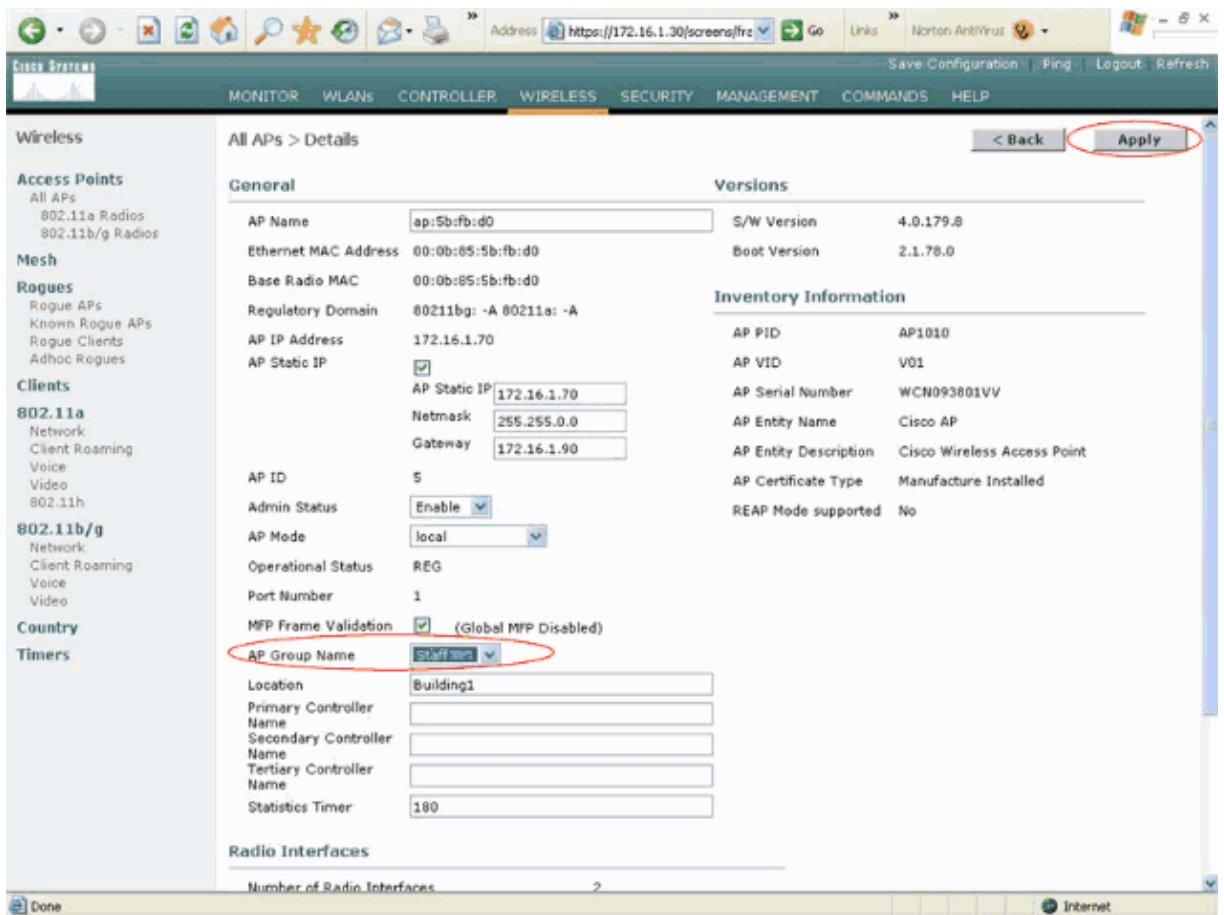 Address https://172.16.1.30/screens/fra Go Links Norton AntiVirus
Cisco Systems
Save Configuration | Ping | Logout | Refresh
MONITOR WLANs CONTROLLER WIRELESS SECURITY MANAGEMENT COMMANDS HELP
Wireless
Access Points
All APs
802.11a Radios
802.11b/g Radios
Mesh
Rogues
Rogue APs
Known Rogue APs
Rogue Clients
Adhoc Rogues
Clients
802.11a
Network
Client Roaming
Voice
Video
802.11h
802.11b/g
Network
Client Roaming
Voice
Video
Country
Timers
All APs > Details
< Back
Apply
General
AP Name ap:5b:fb:d0
Ethernet MAC Address 00:0b:85:5b:fb:d0
Base Radio MAC 00:0b:85:5b:fb:d0
Regulatory Domain 80211bg: -A 80211a: -A
AP IP Address 172.16.1.70
AP Static IP
AP Static IP 172.16.1.70
Netmask 255.255.0.0
Gateway 172.16.1.90
AP ID 5
Admin Status Enable
AP Mode local
Operational Status REG
Port Number 1
MFP Frame Validation (Global MFP Disabled)
AP Group Name Staff
Location Building1
Primary Controller
Name
Secondary Controller
Name
Tertiary Controller
Name
Statistics Timer 180
Radio Interfaces
Number of Radio Interfaces 2
Versions
S/W Version 4.0.179.8
Boot Version 2.1.78.0
Inventory Information
AP PID AP1010
AP VID V01
AP Serial Number WCN093801VV
AP Entity Name Cisco AP
AP Entity Description Cisco Wireless Access Point
AP Certificate Type Manufacture Installed
REAP Mode supported No
Done
Internet